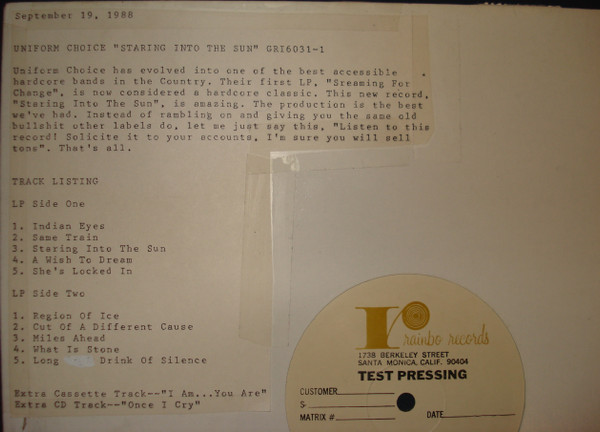 September 19, 1988
UNIFORM CHOICE "STARING INTO THE SUN" GRI6031-1
Uniform Choice has evolved into one of the best accessible
hardcore bands in the Country. Their first LP, "Sreaming For
Change", is now considered a hardcore classic. This new record,
"Staring Into The Sun", is amazing. The production is the best
we've had. Instead of rambling on and giving you the same old
bullshit other labels do, let me just say this, "Listen to this
record! Solicite it to your accounts, I'm sure you will sell
tons". That's all.
TRACK LISTING
LP Side One
1. Indian Eyes
2. Same Train
3. Staring Into The Sun
4. A Wish To Dream
5. She's Locked In
LP Side Two
1. Region Of Ice
2. Cut Of A Different Cause
3. Miles Ahead
4. What Is Stone
5. Long Drink Of Silence
Extra Cassette Track--"I Am...You Are"
Extra CD Track--"Once I Cry"
r
rainbo records
1738 BERKELEY STREET
SANTA MONICA, CALIF. 90404
TEST PRESSING
CUSTOMER
S-
MATRIX # DATE